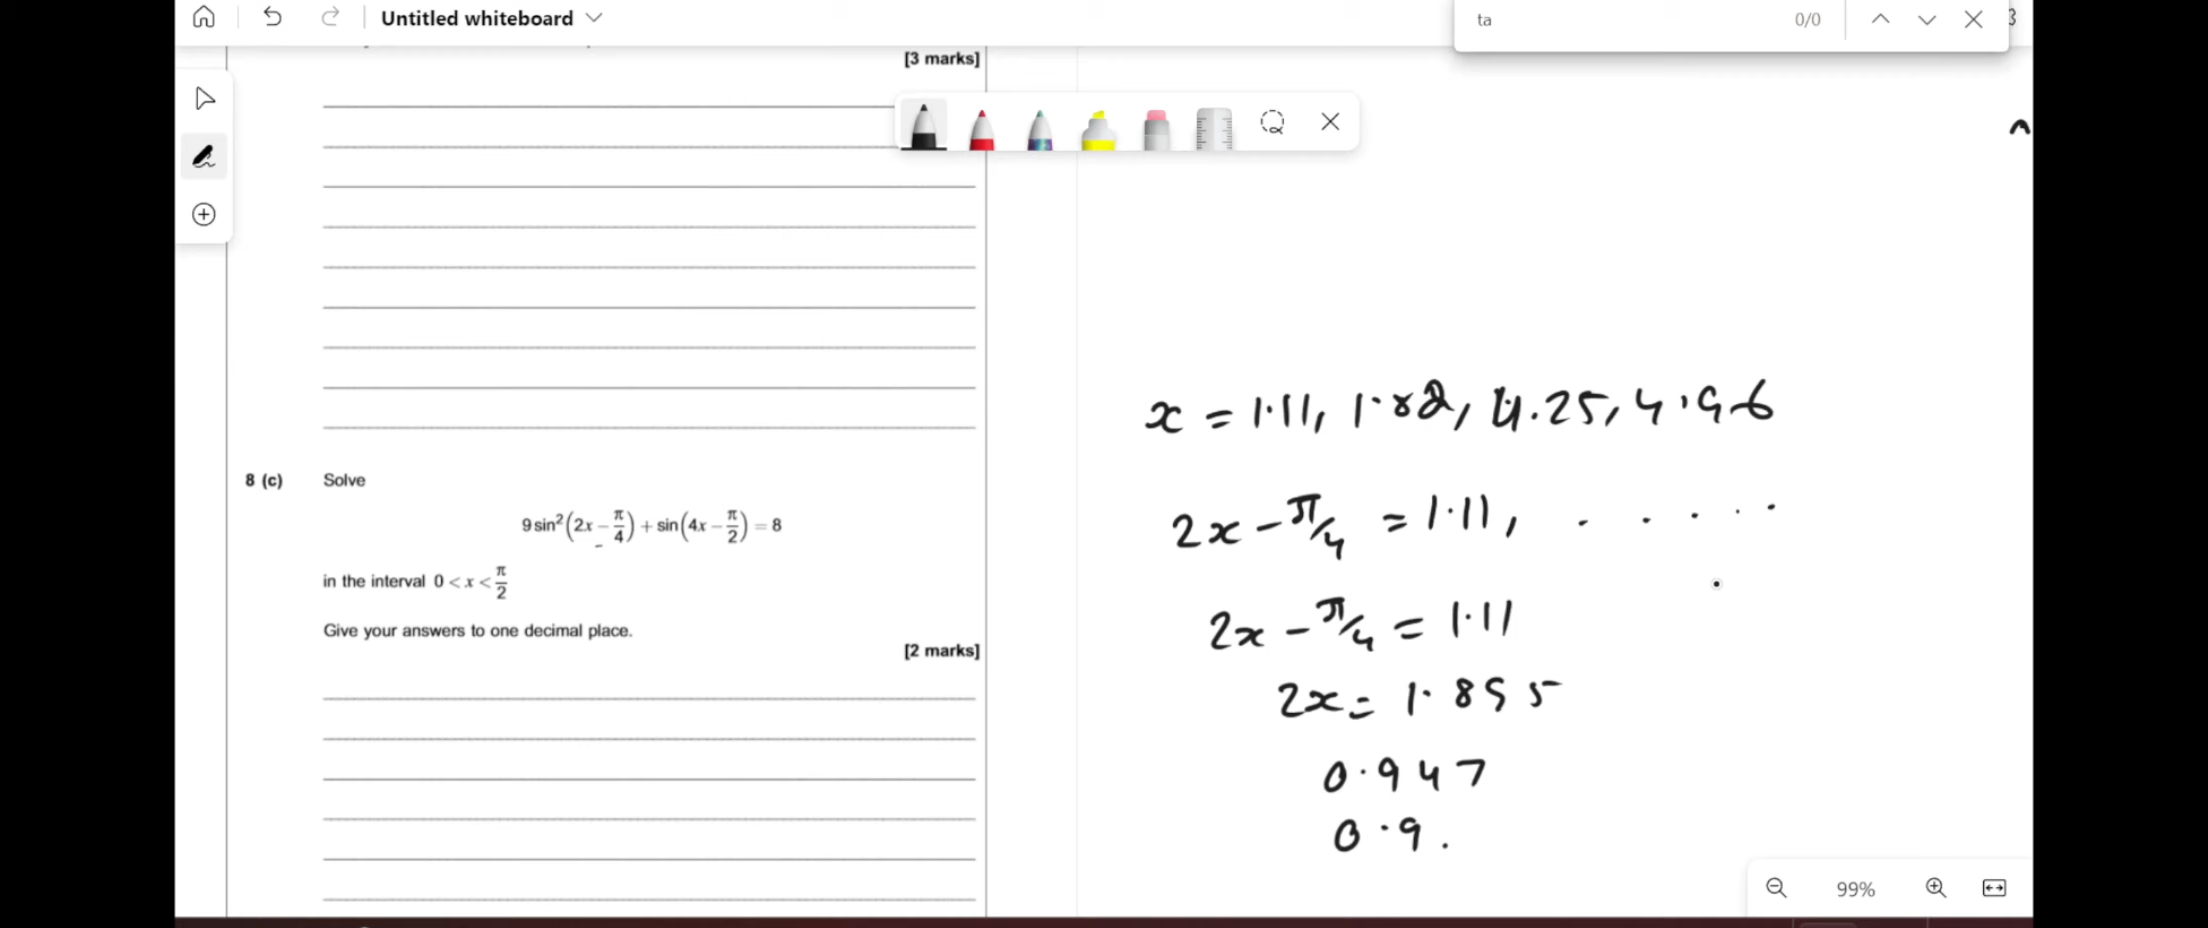 Untitled whiteboard
ta
0/0
[3 marks]
8 (c) Solve
9 sin² (2x − π/4) + sin (4x − π/2) = 8
in the interval 0 < x < π/2
Give your answers to one decimal place.
[2 marks]
x = 1.11, 1.82, 4.25, 4.96
2x − π/4 = 1.11, . . . . .
2x − π/4 = 1.11
2x = 1.895
0.947
0.9.
99%